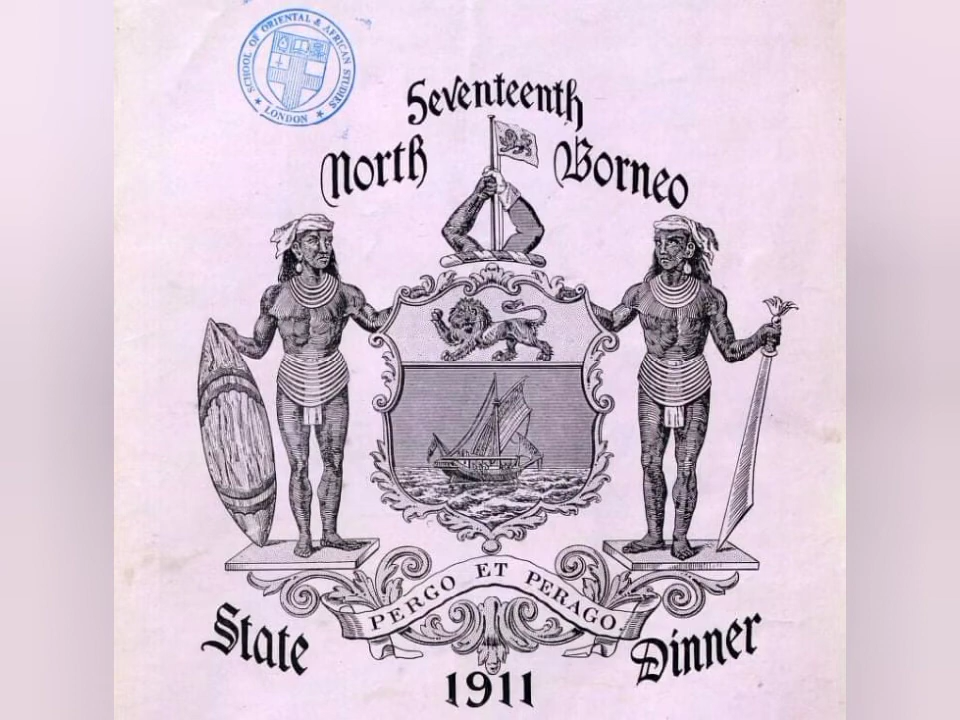 SCHOOL OF ORIENTAL & AFRICAN STUDIES
★ LONDON ★
Seventeenth
North Borneo
PERGO ET PERAGO
State Dinner
1911